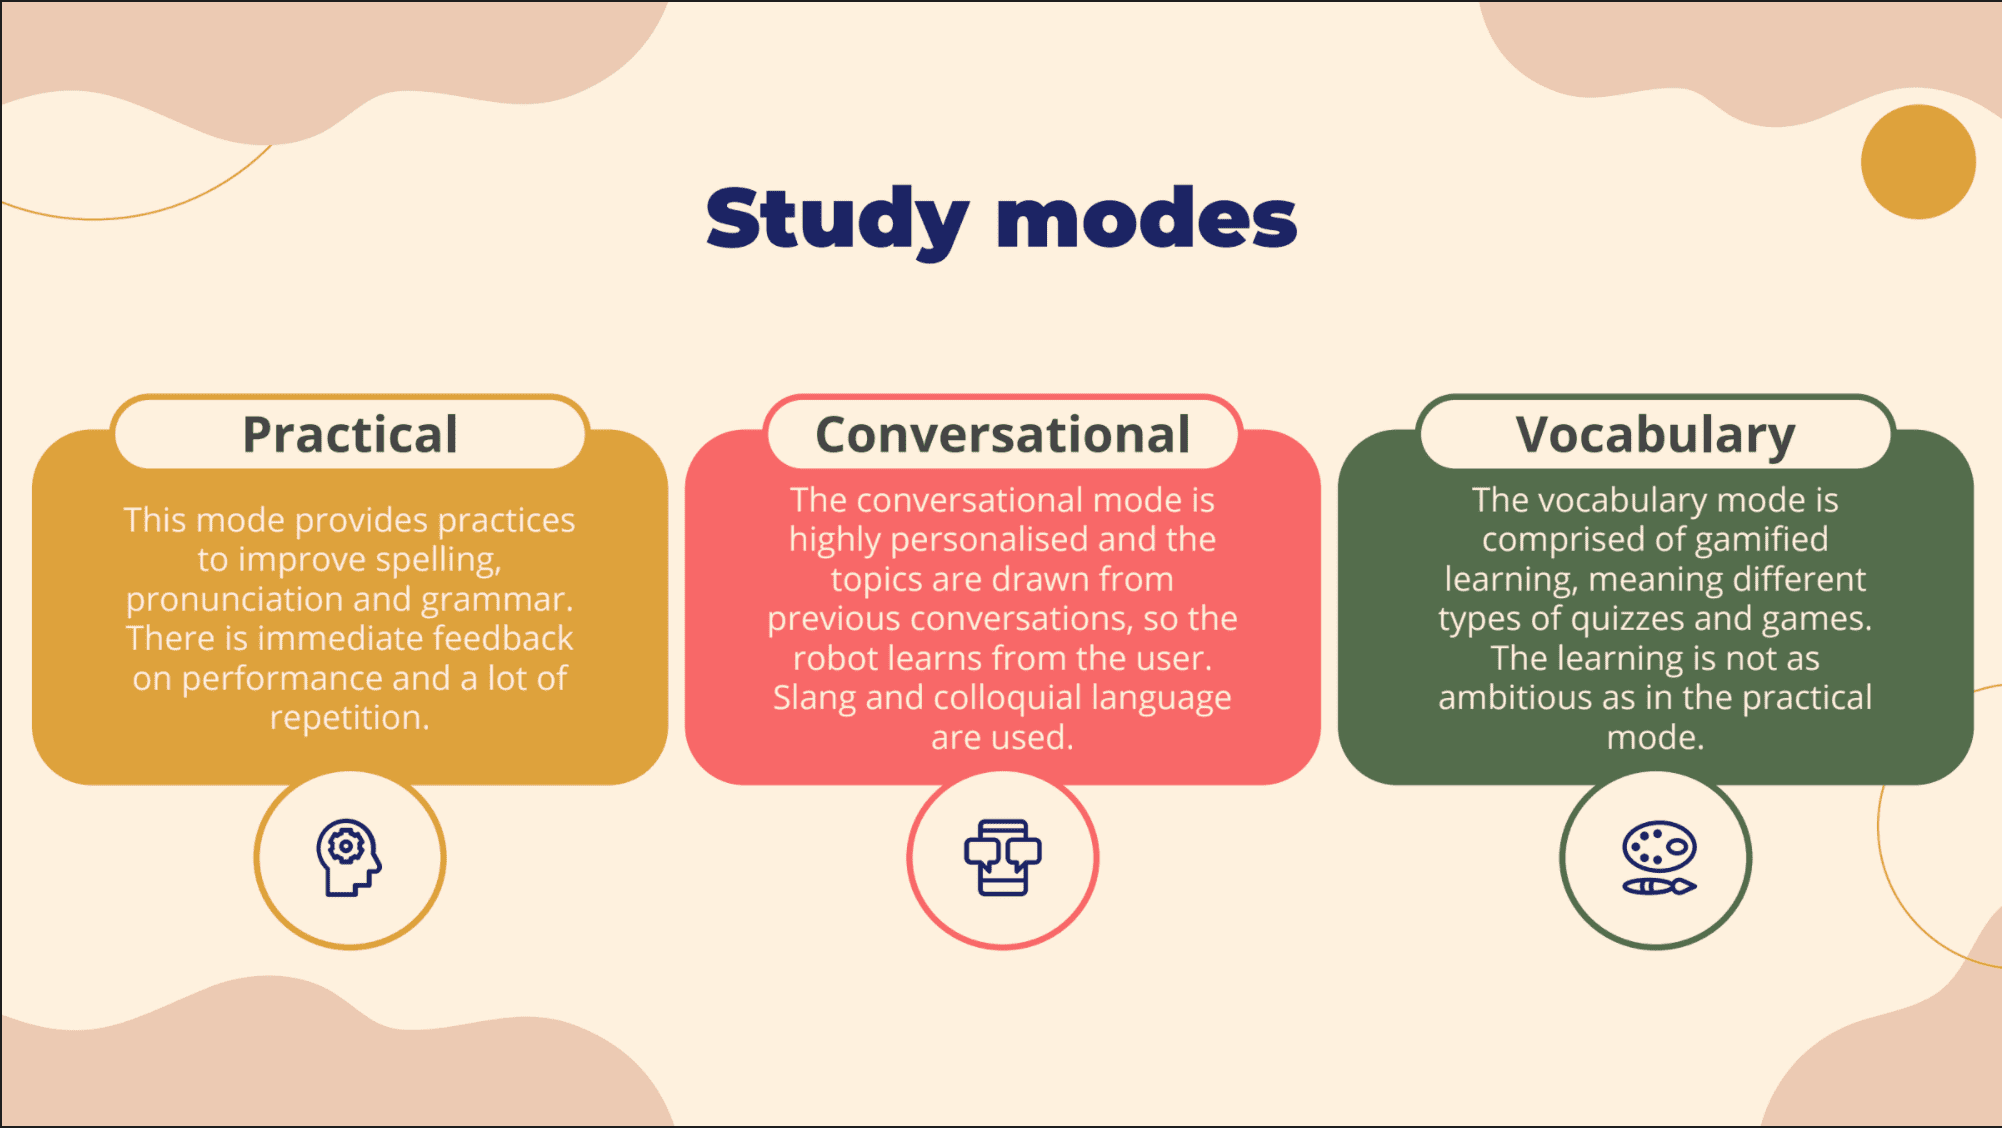 Study modes
Practical
This mode provides practices
to improve spelling,
pronunciation and grammar.
There is immediate feedback
on performance and a lot of
repetition.
Conversational
The conversational mode is
highly personalised and the
topics are drawn from
previous conversations, so the
robot learns from the user.
Slang and colloquial language
are used.
Vocabulary
The vocabulary mode is
comprised of gamified
learning, meaning different
types of quizzes and games.
The learning is not as
ambitious as in the practical
mode.